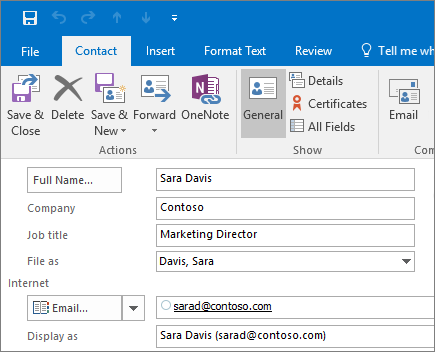 File Contact Insert Format Text Review Tell me wh
Save & Close Delete Save & New Forward OneNote General Details Certificates All Fields Email
Actions Show Com
Full Name... Sara Davis
Company Contoso
Job title Marketing Director
File as Davis, Sara
Internet
Email... sarad@contoso.com
Display as Sara Davis (sarad@contoso.com)